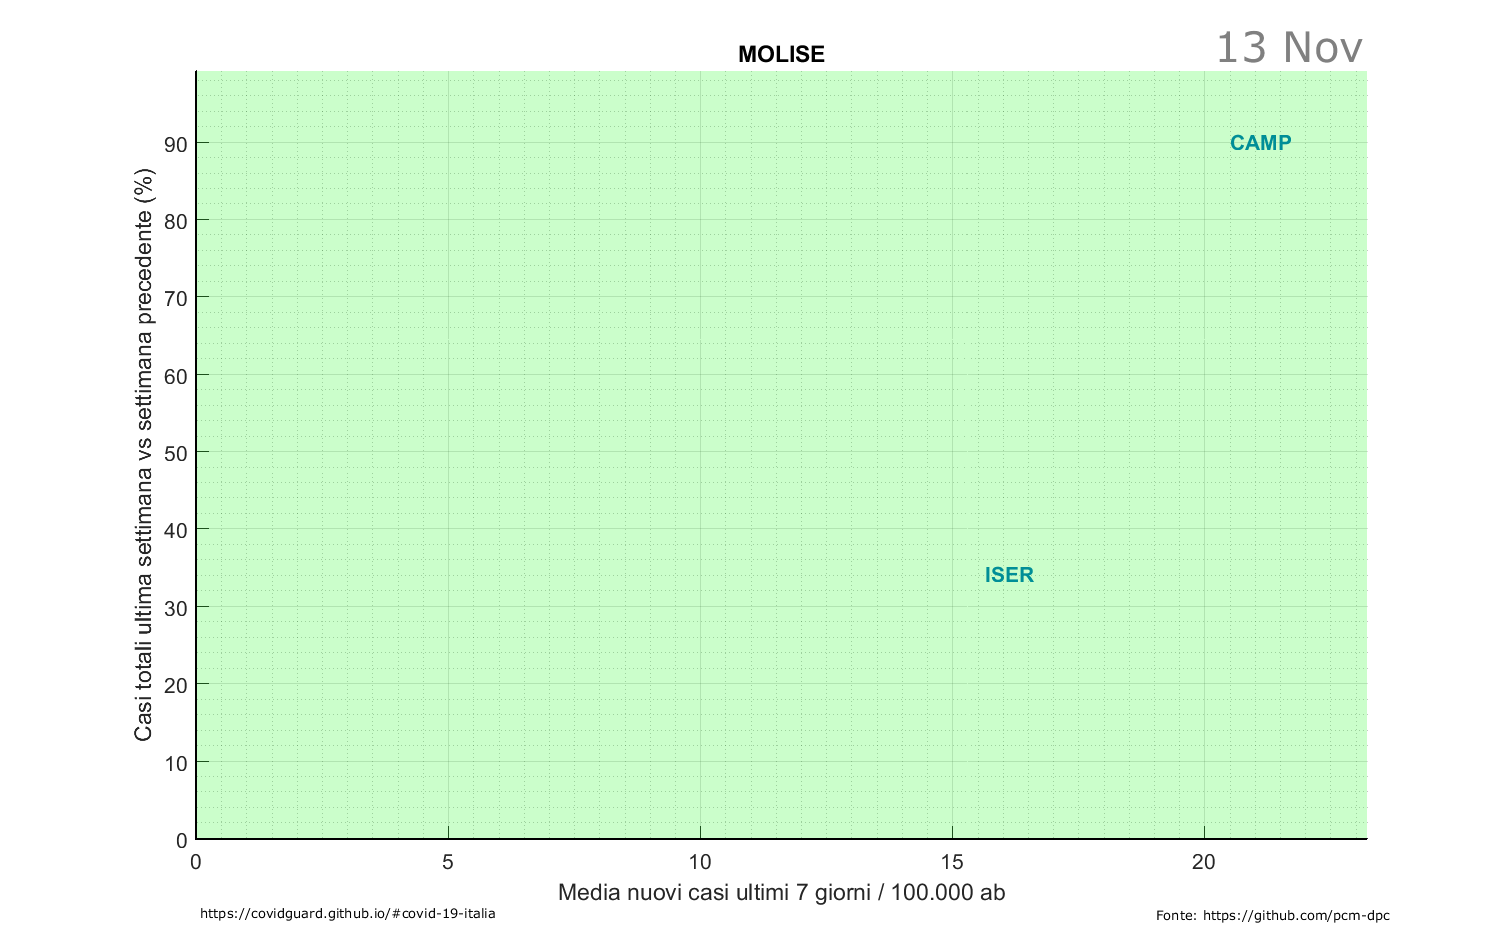 MOLISE
13 Nov
Casi totali ultima settimana vs settimana precedente (%)
90
80
70
60
50
40
30
20
10
0
CAMP
ISER
0 5 10 15 20
Media nuovi casi ultimi 7 giorni / 100.000 ab
https://covidguard.github.io/#covid-19-italia
Fonte: https://github.com/pcm-dpc